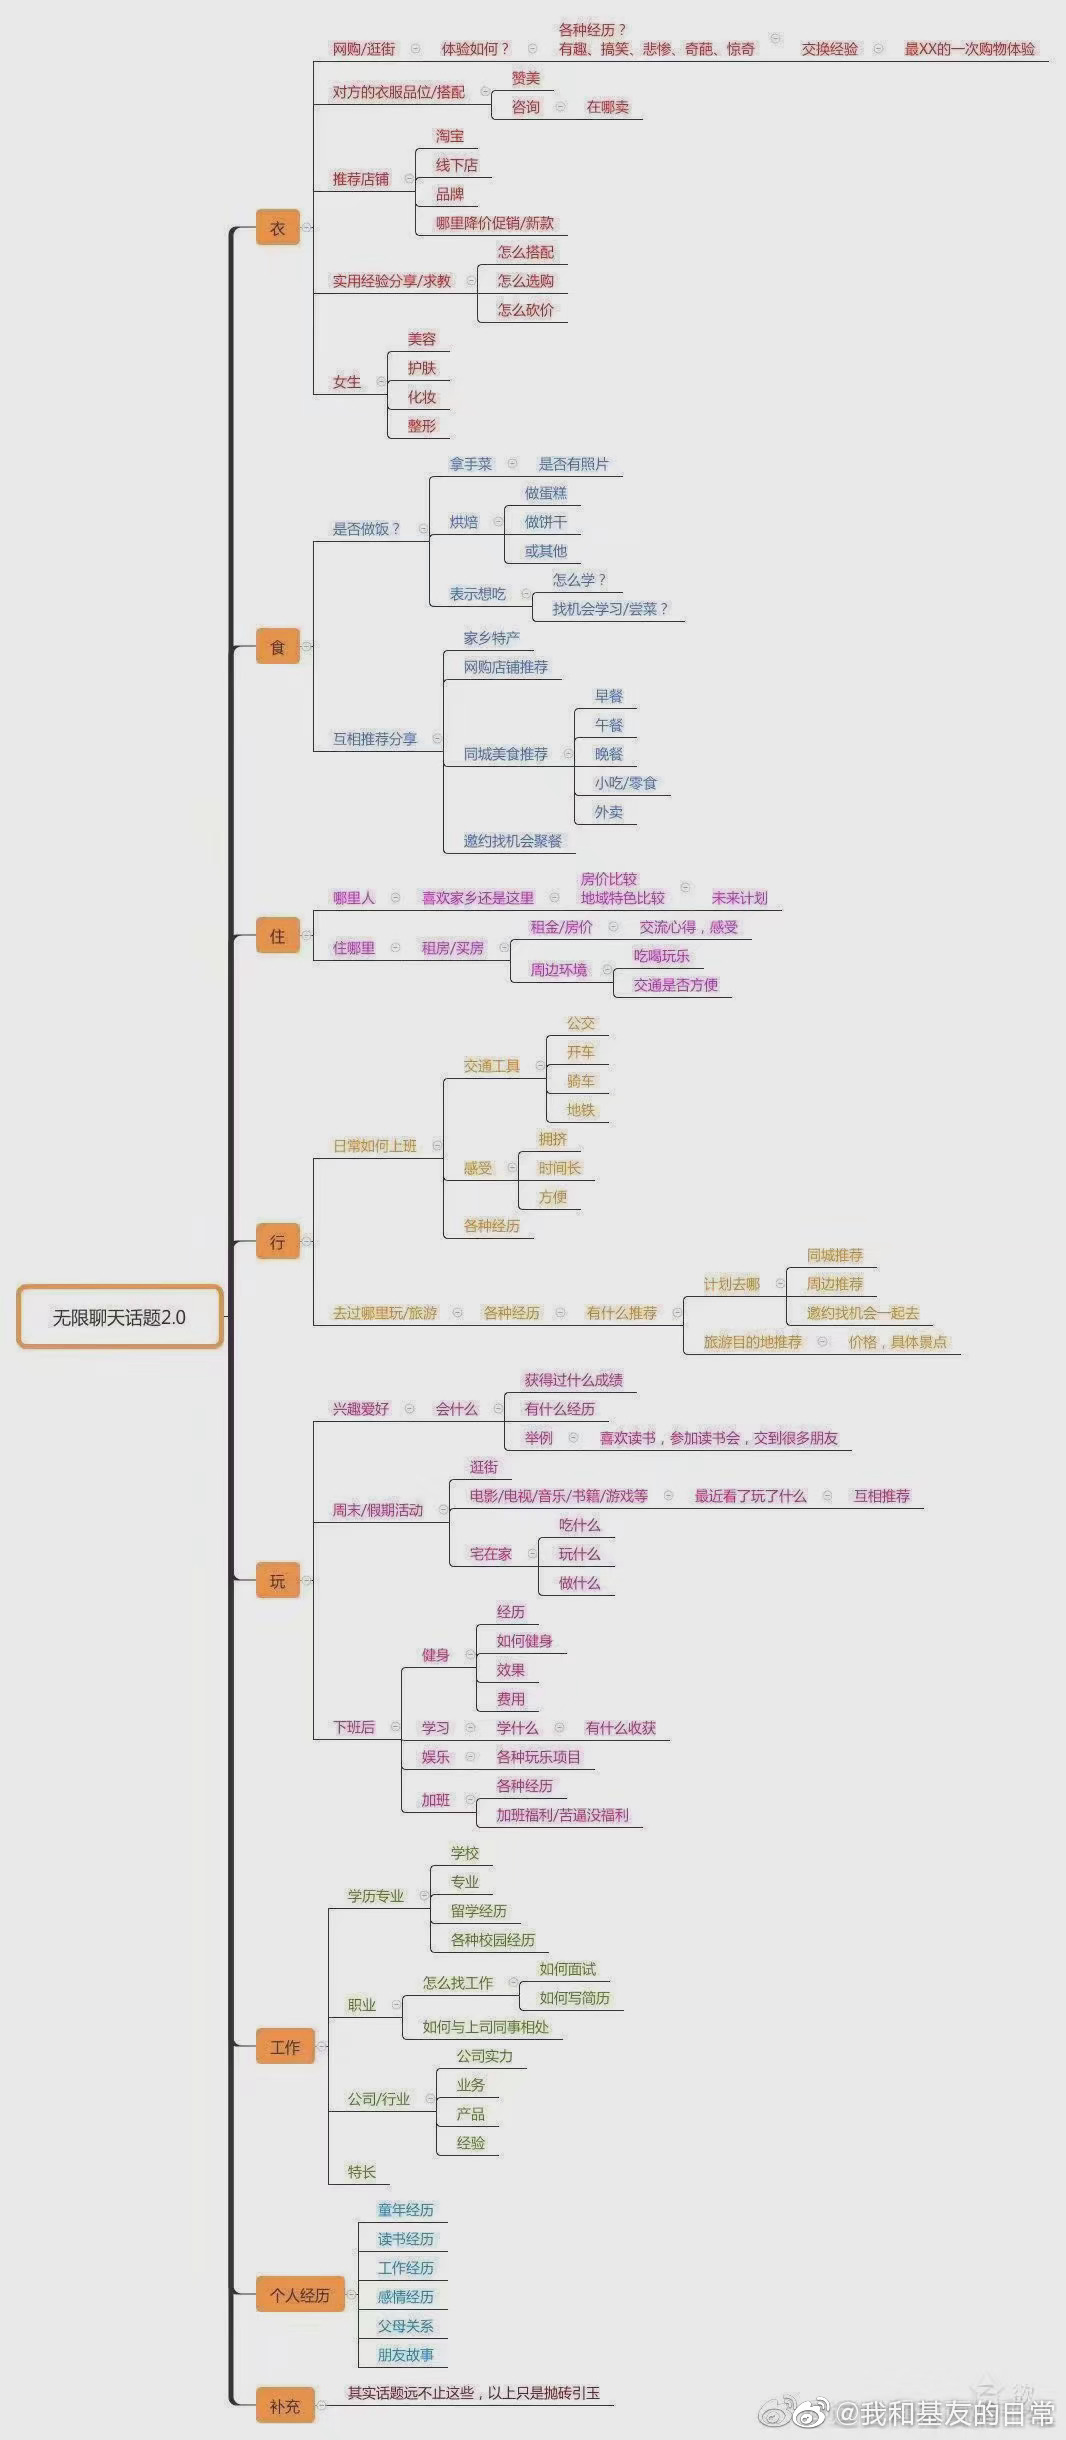 无限聊天话题2.0
衣
网购/逛街
体验如何？
各种经历？
有趣、搞笑、悲惨、奇葩、惊奇
交换经验
最XX的一次购物体验
对方的衣服品位/搭配
赞美
咨询
在哪卖
推荐店铺
淘宝
线下店
品牌
哪里降价促销/新款
实用经验分享/求教
怎么搭配
怎么选购
怎么砍价
女生
美容
护肤
化妆
整形
食
是否做饭？
拿手菜
是否有照片
烘焙
做蛋糕
做饼干
或其他
表示想吃
怎么学？
找机会学习/尝菜？
互相推荐分享
家乡特产
网购店铺推荐
同城美食推荐
早餐
午餐
晚餐
小吃/零食
外卖
邀约找机会聚餐
住
哪里人
喜欢家乡还是这里
房价比较
地域特色比较
未来计划
住哪里
租房/买房
租金/房价
交流心得，感受
周边环境
吃喝玩乐
交通是否方便
行
日常如何上班
交通工具
公交
开车
骑车
地铁
感受
拥挤
时间长
方便
各种经历
去过哪里玩/旅游
各种经历
有什么推荐
计划去哪
同城推荐
周边推荐
邀约找机会一起去
旅游目的地推荐
价格，具体景点
玩
兴趣爱好
会什么
获得过什么成绩
有什么经历
举例
喜欢读书，参加读书会，交到很多朋友
周末/假期活动
逛街
电影/电视/音乐/书籍/游戏等
最近看了玩了什么
互相推荐
宅在家
吃什么
玩什么
做什么
下班后
健身
经历
如何健身
效果
费用
学习
学什么
有什么收获
娱乐
各种玩乐项目
加班
各种经历
加班福利/苦逼没福利
工作
学历专业
学校
专业
留学经历
各种校园经历
职业
怎么找工作
如何面试
如何写简历
如何与上司同事相处
公司/行业
公司实力
业务
产品
经验
特长
个人经历
童年经历
读书经历
工作经历
感情经历
父母关系
朋友故事
补充
其实话题远不止这些，以上只是抛砖引玉
@我和基友的日常